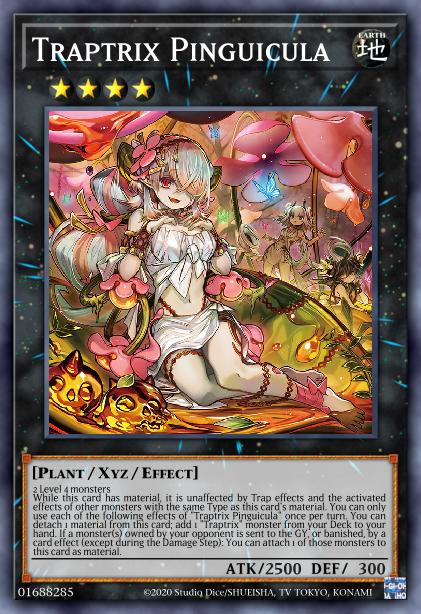 Traptrix Pinguicula
EARTH
地
[Plant / Xyz / Effect]
2 Level 4 monsters
While this card has material, it is unaffected by Trap effects and the activated
effects of other monsters with the same Type as this card's material. You can only
use each of the following effects of "Traptrix Pinguicula" once per turn. You can
detach 1 material from this card; add 1 "Traptrix" monster from your Deck to your
hand. If a monster(s) owned by your opponent is sent to the GY, or banished, by a
card effect (except during the Damage Step): You can attach 1 of those monsters to
this card as material.
ATK/2500 DEF/ 300
01688285
©2020 Studio Dice/SHUEISHA, TV TOKYO, KONAMI